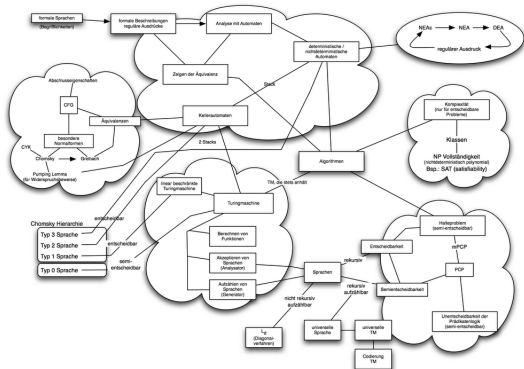 formale Sprachen
(Begrifflichkeiten)
formale Beschreibungen
reguläre Ausdrücke
Analyse mit Automaten
deterministische /
nichtdeterministische
Automaten
NEAε
NEA
DEA
regulärer Ausdruck
Zeigen der Äquivalenz
Stack
Abschlusseigenschaften
CFG
Äquivalenzen
besondere
Normalformen
CYK
Chomsky
Greibach
Pumping Lemma
(für Widerspruchsbeweise)
Kellerautomaten
2 Stacks
Komplexität
(nur für entscheidbare
Probleme)
Klassen
NP Vollständigkeit
(nichtdeterministisch polynomial)
Bsp.: SAT (satisfiability)
Algorithmen
TM, die stets anhält
linear beschränkte
Turingmaschine
Turingmaschine
Chomsky Hierarchie
Typ 3 Sprache
Typ 2 Sprache
Typ 1 Sprache
Typ 0 Sprache
entscheidbar
entscheidbar
semi-
entscheidbar
Berechnen von
Funktionen
Akzeptieren von
Sprachen
(Akzeptor)
Aufzählen von
Sprachen
(Generator)
Sprachen
rekursiv
rekursiv
aufzählbar
nicht rekursiv
aufzählbar
Halteproblem
(semi-entscheidbar)
Entscheidbarkeit
mPCP
PCP
Semientscheidbarkeit
Unentscheidbarkeit der
Prädikatenlogik
(semi-entscheidbar)
(Diagonal-
verfahren)
universelle
Sprache
universelle
TM
Codierung
TM